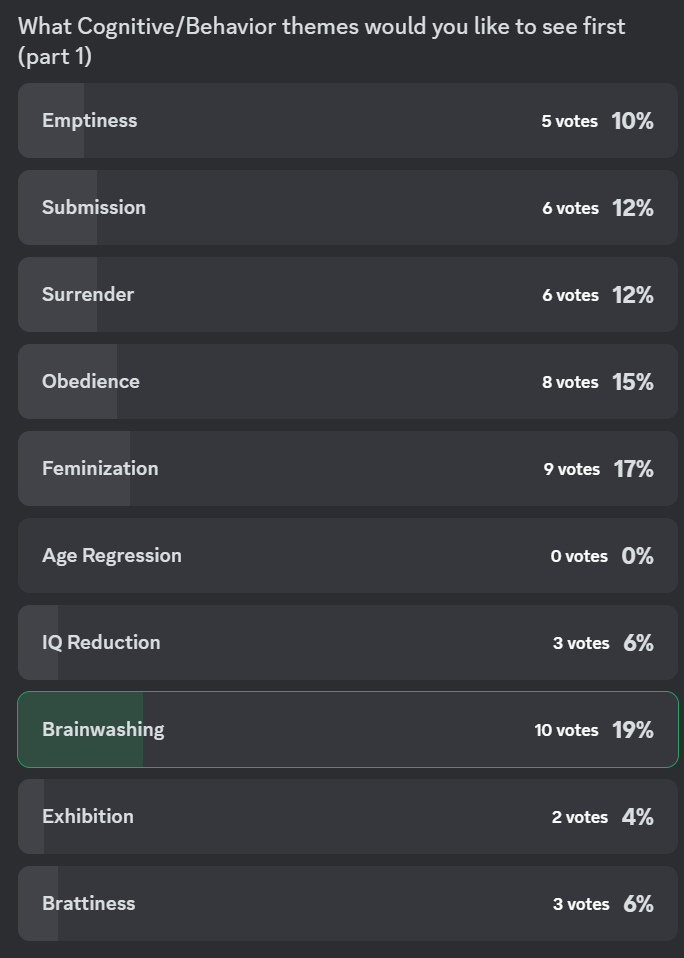 What Cognitive/Behavior themes would you like to see first
(part 1)
Emptiness 5 votes 10%
Submission 6 votes 12%
Surrender 6 votes 12%
Obedience 8 votes 15%
Feminization 9 votes 17%
Age Regression 0 votes 0%
IQ Reduction 3 votes 6%
Brainwashing 10 votes 19%
Exhibition 2 votes 4%
Brattiness 3 votes 6%